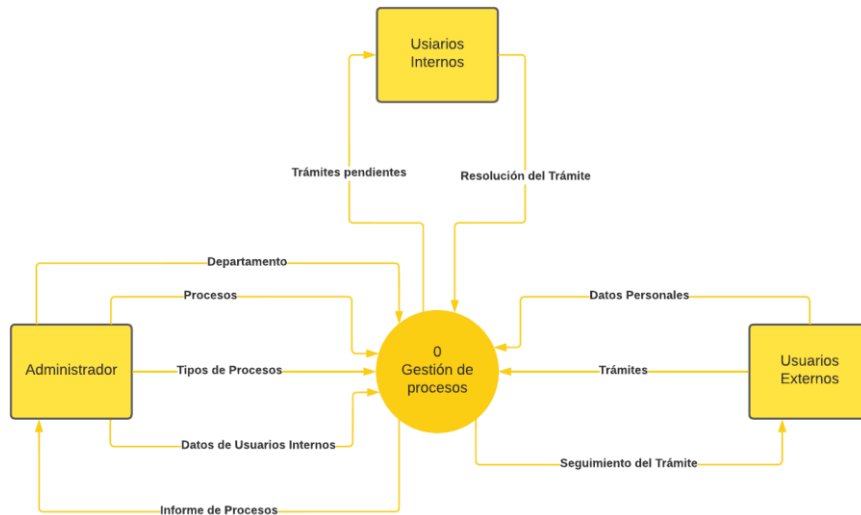 Usiarios
Internos
Trámites pendientes
Resolución del Trámite
Departamento
Procesos
Datos Personales
0
Gestión de
procesos
Administrador
Tipos de Procesos
Trámites
Usuarios
Externos
Datos de Usuarios Internos
Seguimiento del Trámite
Informe de Procesos